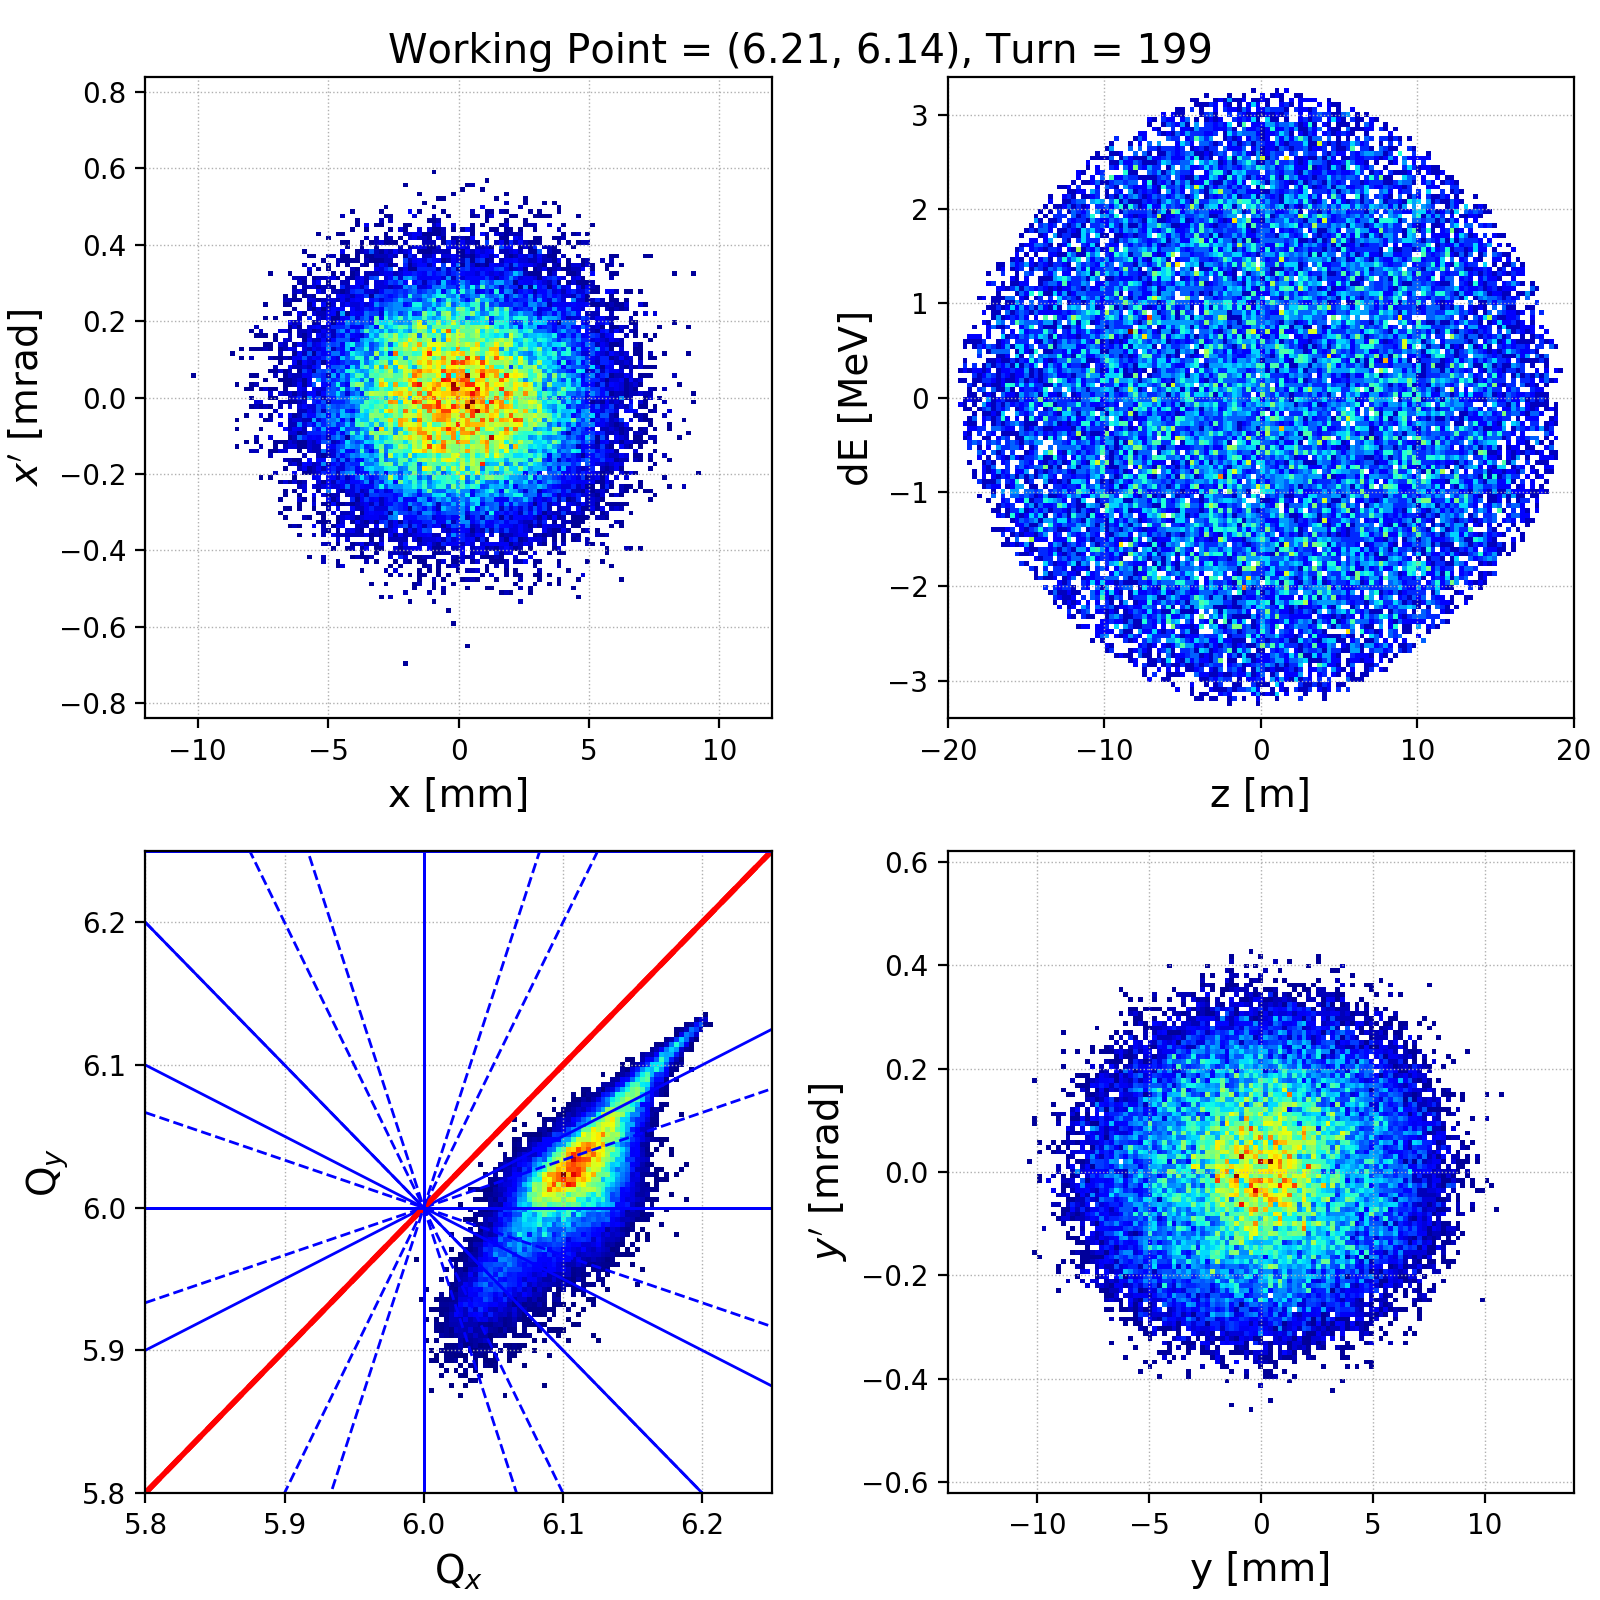 Working Point = (6.21, 6.14), Turn = 199
0.8
0.6
0.4
0.2
0.0
−0.2
−0.4
−0.6
−0.8
x′ [mrad]
−10 −5 0 5 10
x [mm]
3
2
1
0
−1
−2
−3
dE [MeV]
−20 −10 0 10 20
z [m]
6.2
6.1
6.0
5.9
5.8
Qy
5.8 5.9 6.0 6.1 6.2
Qx
0.6
0.4
0.2
0.0
−0.2
−0.4
−0.6
y′ [mrad]
−10 −5 0 5 10
y [mm]